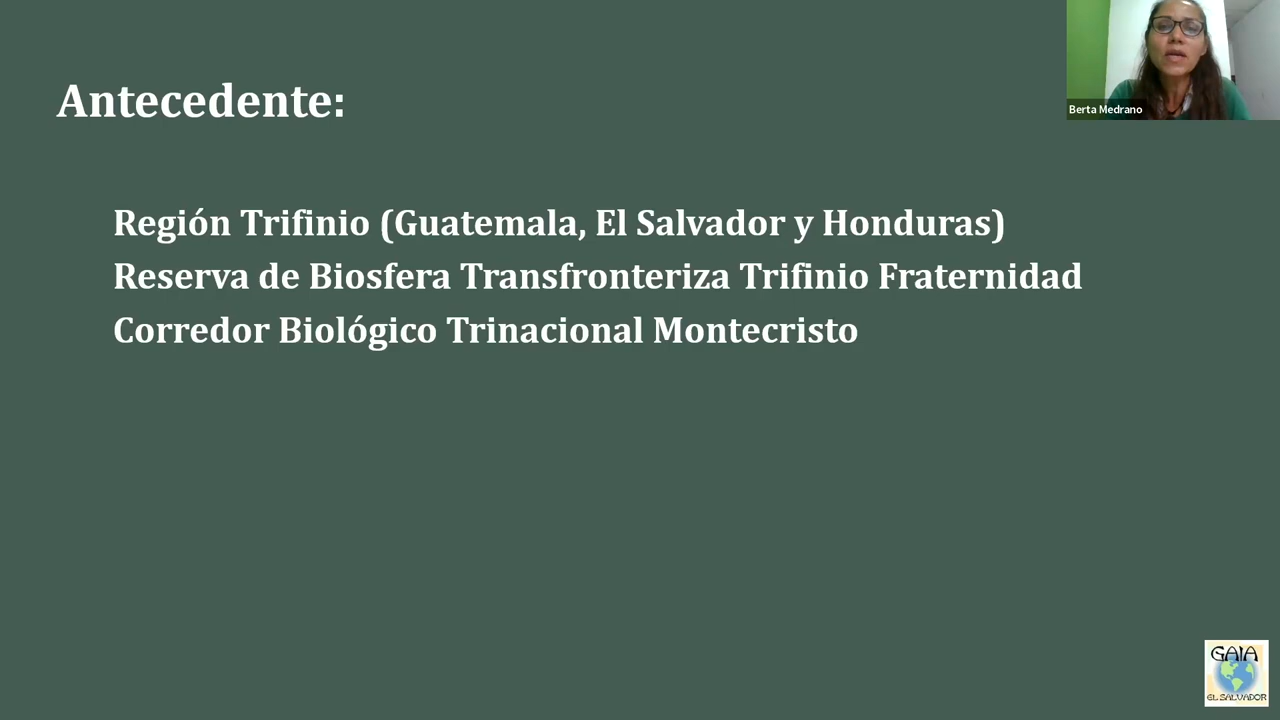 Antecedente:
Berta Medrano
Región Trifinio (Guatemala, El Salvador y Honduras)
Reserva de Biosfera Transfronteriza Trifinio Fraternidad
Corredor Biológico Trinacional Montecristo
GAIA
EL SALVADOR